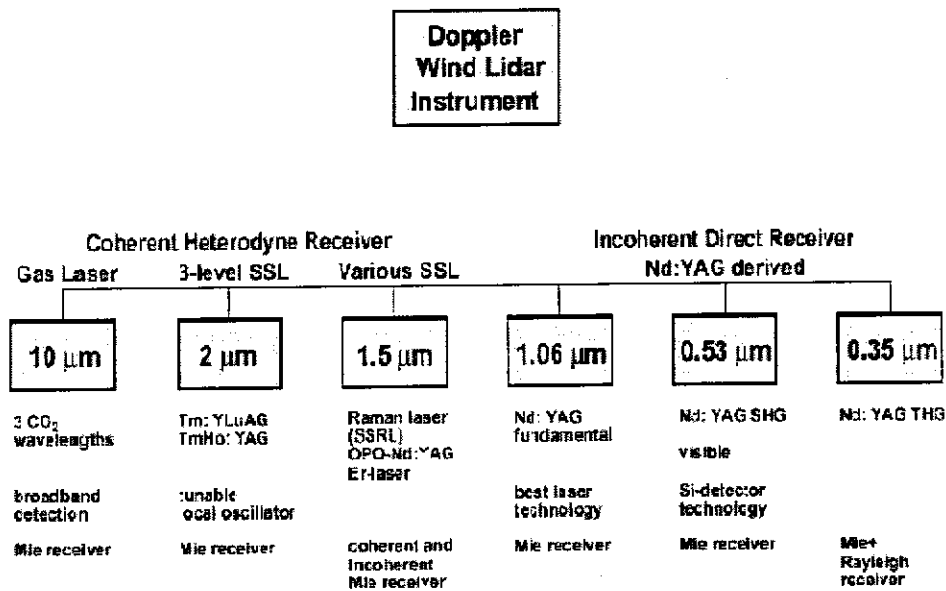 Doppler
Wind Lidar
Instrument
Coherent Heterodyne Receiver
Incoherent Direct Receiver
Gas Laser
3-level SSL
Various SSL
Nd:YAG derived
10 µm
2 µm
1.5 µm
1.06 µm
0.53 µm
0.35 µm
3 CO₂
wavelengths
broadband
detection
Mie receiver
Tm: YLuAG
TmHo: YAG
tunable
local oscillator
Mie receiver
Raman laser
(SSRL)
OPO-Nd:YAG
Er-laser
coherent and
Incoherent
Mie receiver
Nd: YAG
fundamental
best laser
technology
Mie receiver
Nd: YAG SHG
visible
Si-detector
technology
Mie receiver
Nd: YAG THG
Mie+
Rayleigh
receiver